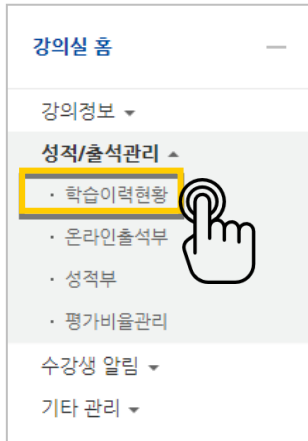 강의실 홈
강의정보 ▾
성적/출석관리 ▴
· 학습이력현황
· 온라인출석부
· 성적부
· 평가비율관리
수강생 알림 ▾
기타 관리 ▾